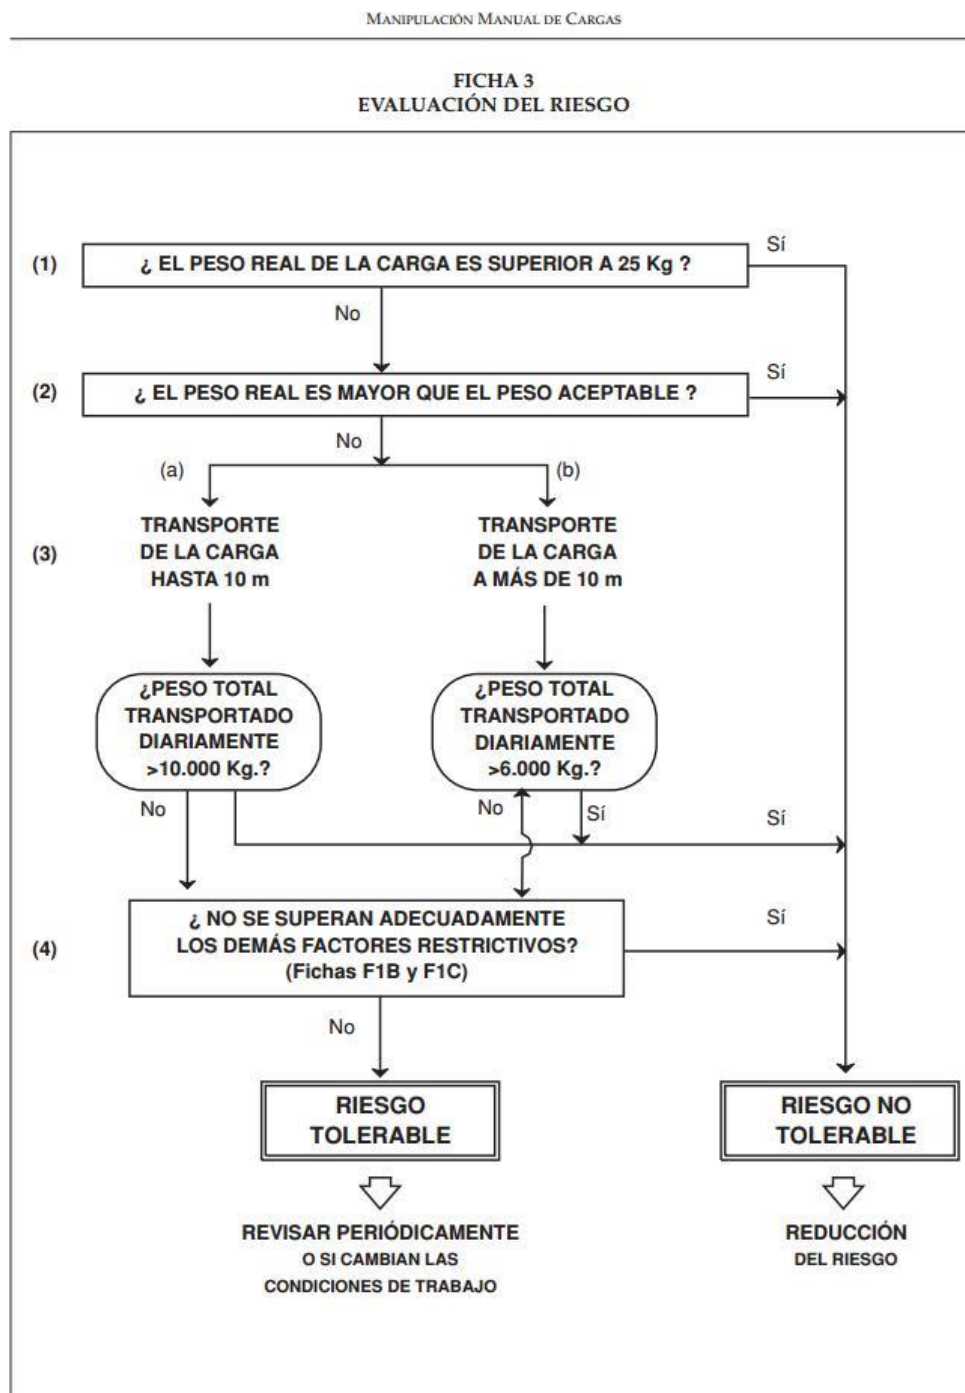 MANIPULACIÓN MANUAL DE CARGAS
FICHA 3
EVALUACIÓN DEL RIESGO
(1)
¿ EL PESO REAL DE LA CARGA ES SUPERIOR A 25 Kg ?
Sí
No
(2)
¿ EL PESO REAL ES MAYOR QUE EL PESO ACEPTABLE ?
Sí
No
(a)
(b)
(3)
TRANSPORTE
DE LA CARGA
HASTA 10 m
TRANSPORTE
DE LA CARGA
A MÁS DE 10 m
¿PESO TOTAL
TRANSPORTADO
DIARIAMENTE
>10.000 Kg.?
¿PESO TOTAL
TRANSPORTADO
DIARIAMENTE
>6.000 Kg.?
No
No
Sí
Sí
(4)
¿ NO SE SUPERAN ADECUADAMENTE
LOS DEMÁS FACTORES RESTRICTIVOS?
(Fichas F1B y F1C)
Sí
No
RIESGO
TOLERABLE
RIESGO NO
TOLERABLE
REVISAR PERIÓDICAMENTE
O SI CAMBIAN LAS
CONDICIONES DE TRABAJO
REDUCCIÓN
DEL RIESGO